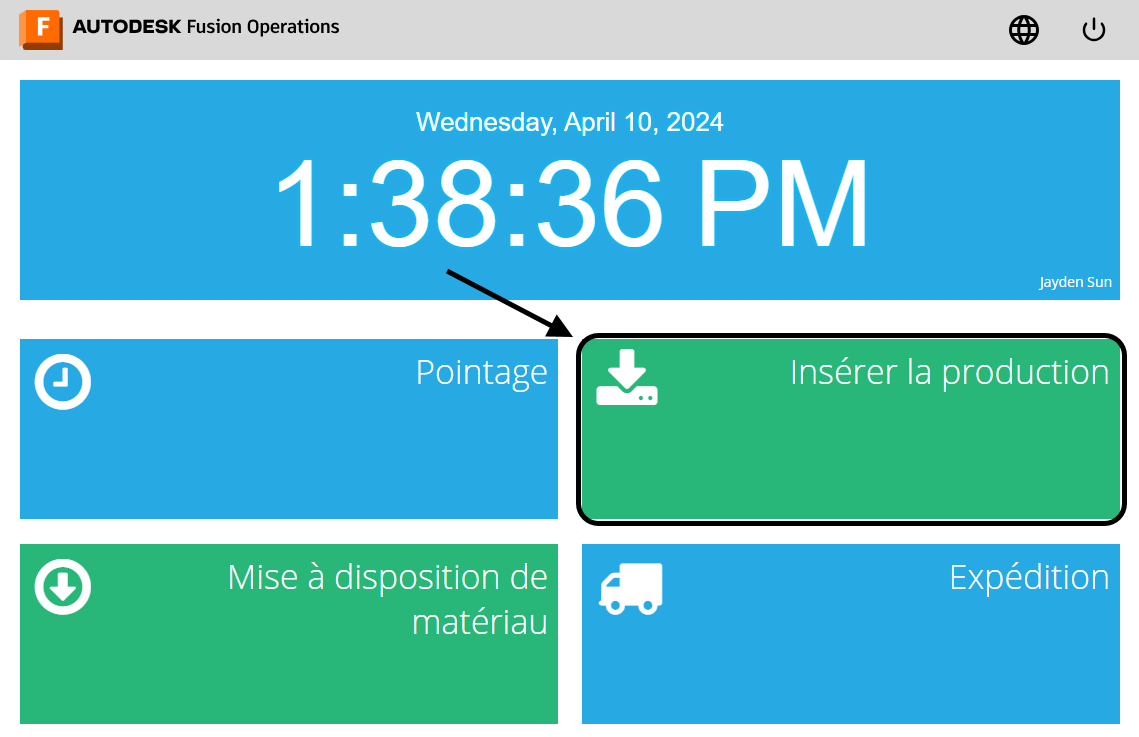 F AUTODESK Fusion Operations
Wednesday, April 10, 2024
1:38:36 PM
Jayden Sun
Pointage
Insérer la production
Mise à disposition de
matériau
Expédition